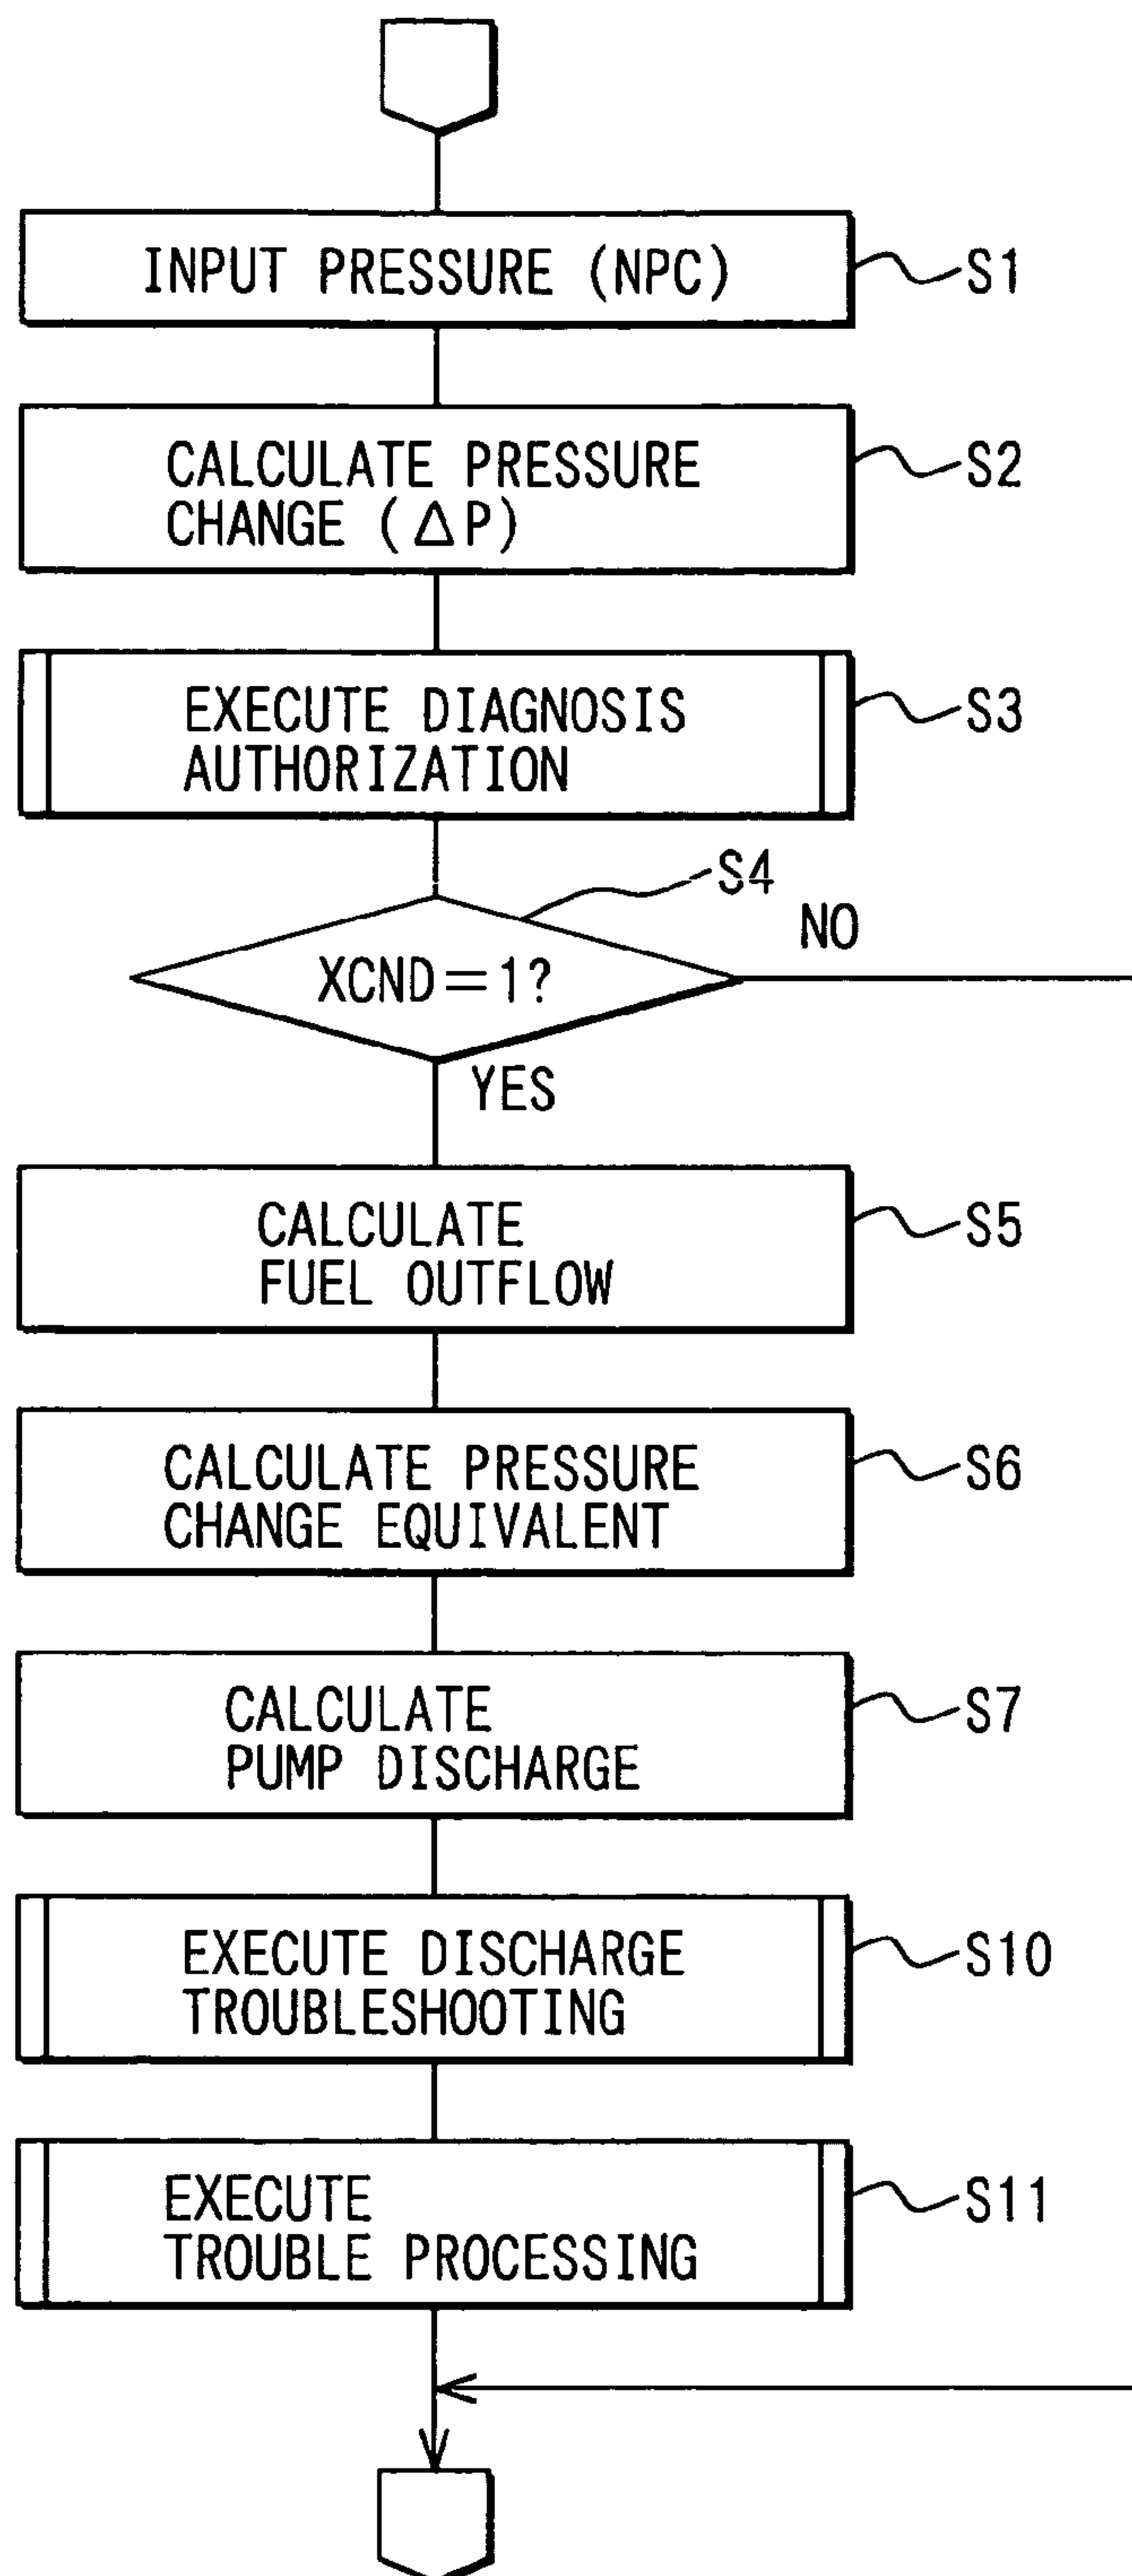 INPUT PRESSURE (NPC)
S1
CALCULATE PRESSURE
CHANGE (ΔP)
S2
EXECUTE DIAGNOSIS
AUTHORIZATION
S3
S4
XCND=1?
NO
YES
CALCULATE
FUEL OUTFLOW
S5
CALCULATE PRESSURE
CHANGE EQUIVALENT
S6
CALCULATE
PUMP DISCHARGE
S7
EXECUTE DISCHARGE
TROUBLESHOOTING
S10
EXECUTE
TROUBLE PROCESSING
S11